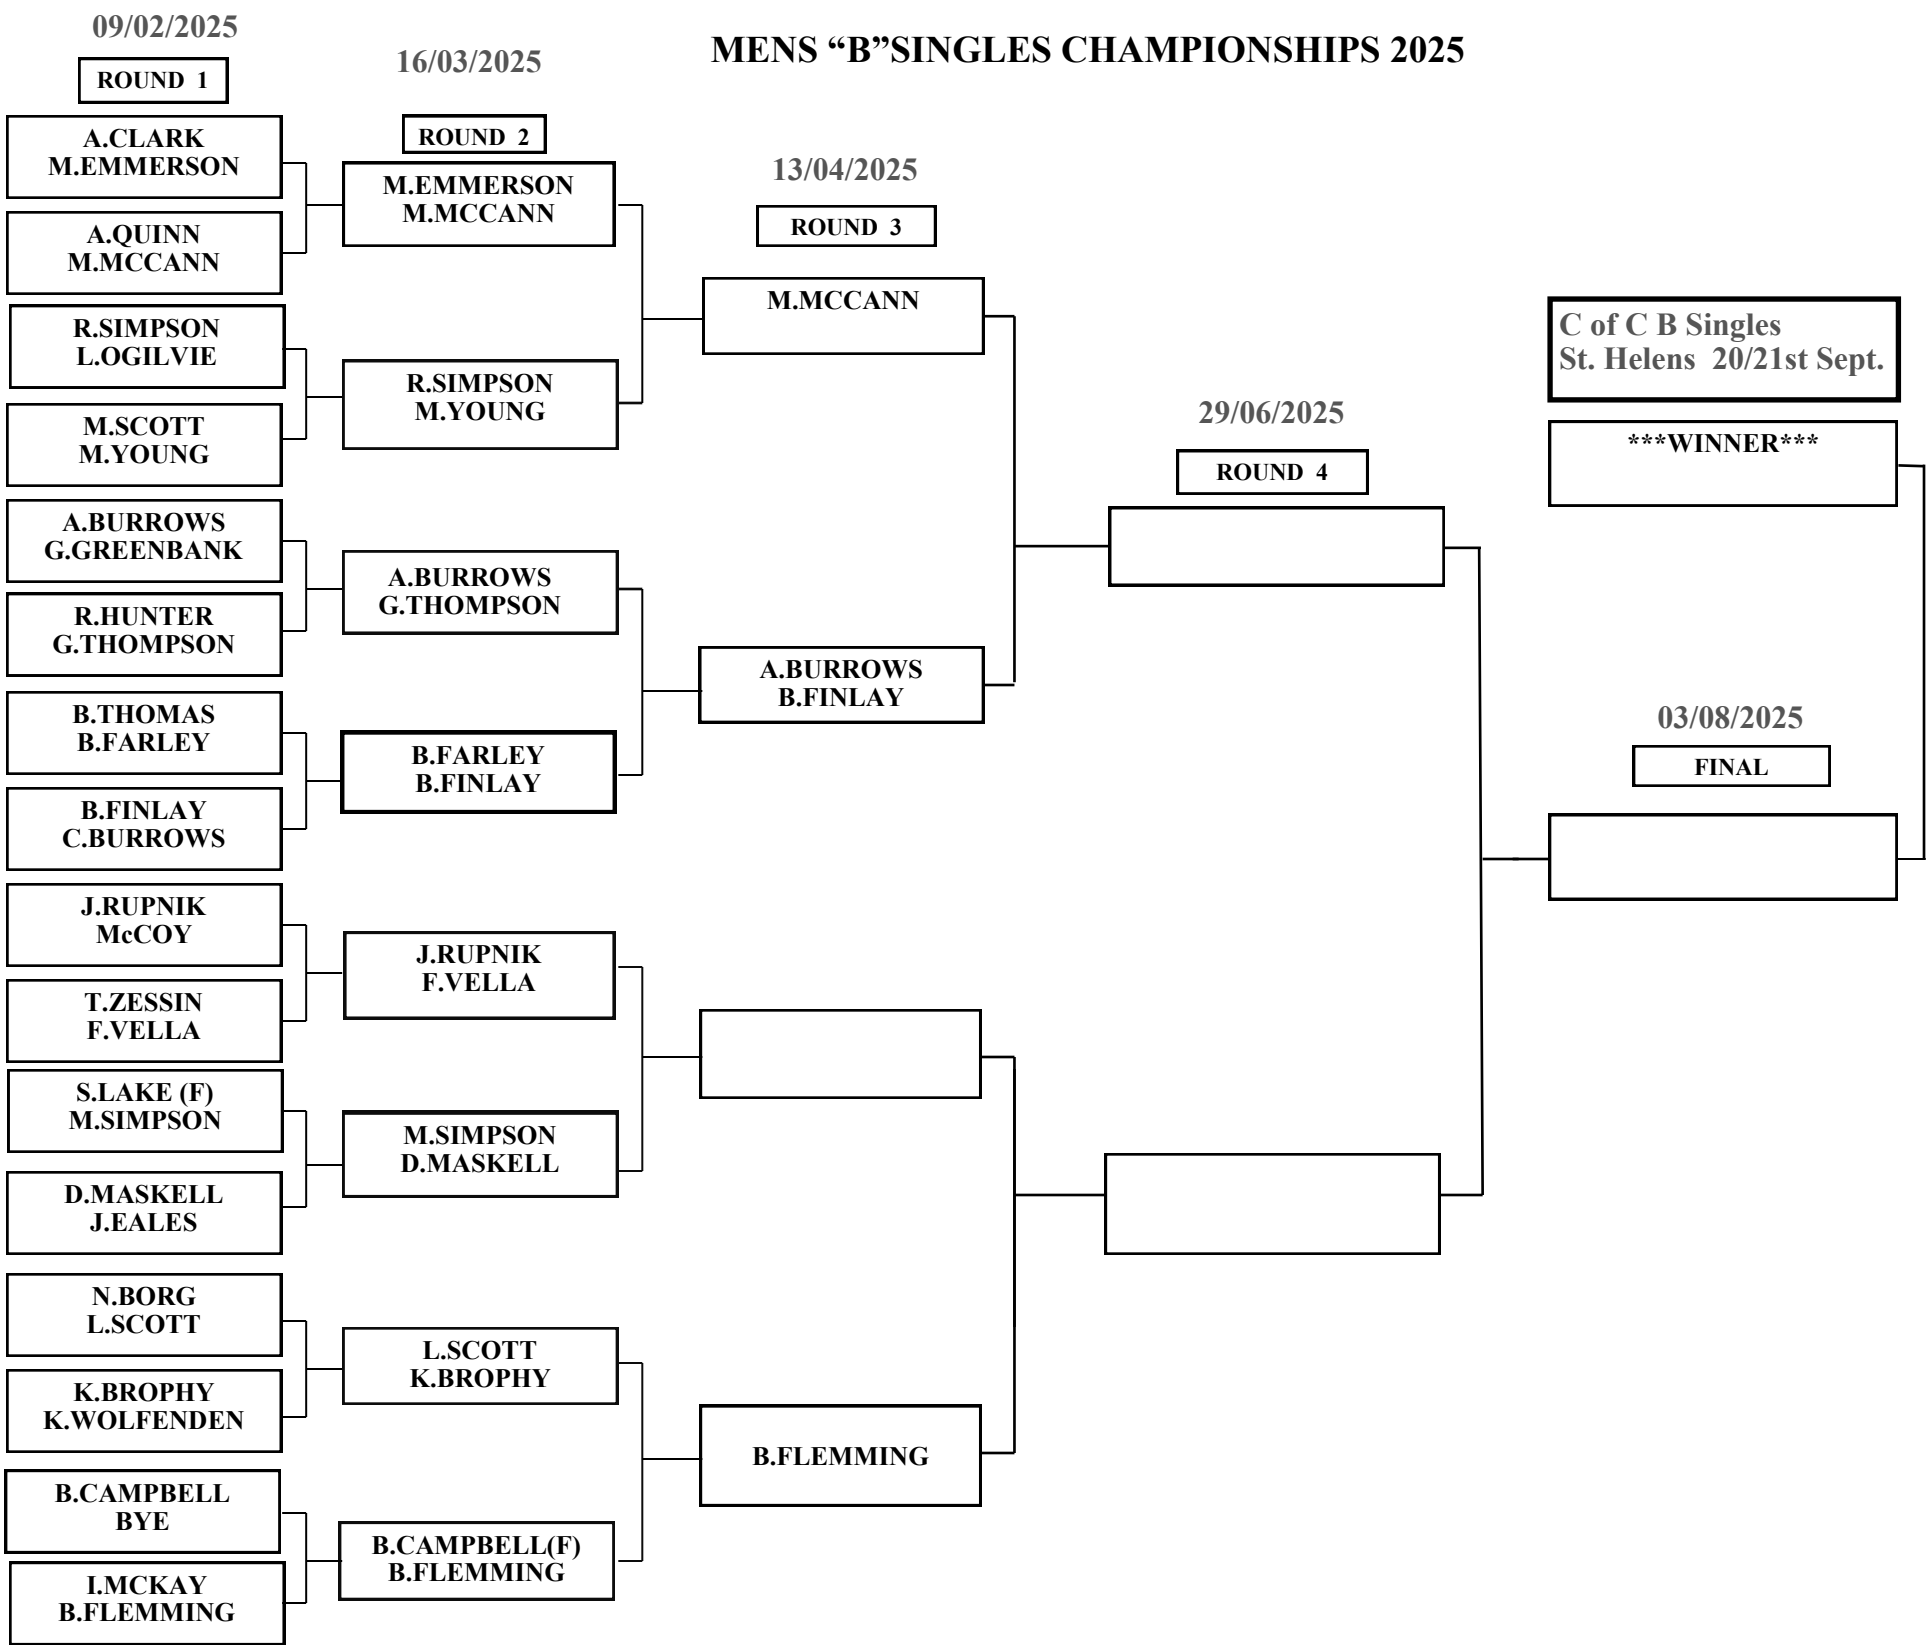 09/02/2025
ROUND 1
A.CLARK
M.EMMERSON
A.QUINN
M.MCCANN
R.SIMPSON
L.OGILVIE
M.SCOTT
M.YOUNG
A.BURROWS
G.GREENBANK
R.HUNTER
G.THOMPSON
B.THOMAS
B.FARLEY
B.FINLAY
C.BURROWS
J.RUPNIK
McCOY
T.ZESSIN
F.VELLA
S.LAKE (F)
M.SIMPSON
D.MASKELL
J.EALES
N.BORG
L.SCOTT
K.BROPHY
K.WOLFENDEN
B.CAMPBELL
BYE
I.MCKAY
B.FLEMMING
16/03/2025
ROUND 2
M.EMMERSON
M.MCCANN
R.SIMPSON
M.YOUNG
A.BURROWS
G.THOMPSON
B.FARLEY
B.FINLAY
J.RUPNIK
F.VELLA
M.SIMPSON
D.MASKELL
L.SCOTT
K.BROPHY
B.CAMPBELL(F)
B.FLEMMING
MENS “B”SINGLES CHAMPIONSHIPS 2025
13/04/2025
ROUND 3
M.MCCANN
A.BURROWS
B.FINLAY
B.FLEMMING
29/06/2025
ROUND 4
C of C B Singles
St. Helens 20/21st Sept.
***WINNER***
03/08/2025
FINAL